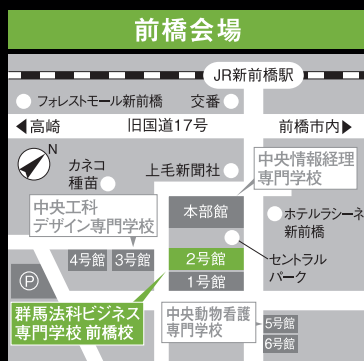 前橋会場
JR新前橋駅
フォレストモール新前橋
交番
◀高崎
旧国道17号
前橋市内▶
N
カネコ
種苗
上毛新聞社
中央情報経理
専門学校
中央工科
デザイン専門学校
本部館
ホテルラシーネ
新前橋
4号館
3号館
2号館
セントラル
パーク
P
1号館
群馬法科ビジネス
専門学校 前橋校
中央動物看護
専門学校
5号館
6号館